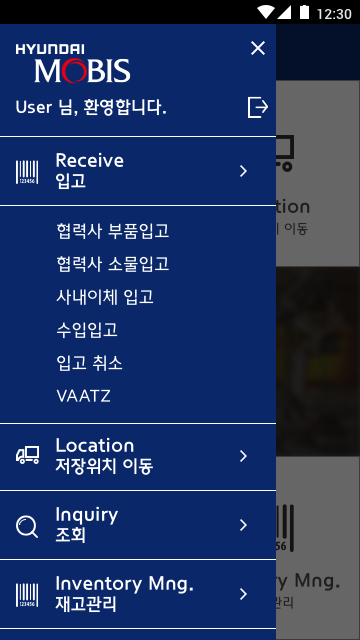 12:30
HYUNDAI
MOBIS
User 님, 환영합니다.
Receive
입고
123456
협력사 부품입고
협력사 소물입고
사내이체 입고
수입입고
입고 취소
VAATZ
Location
저장위치 이동
Inquiry
조회
Inventory Mng.
재고관리
123456
tion
이동
56
y Mng.
관리